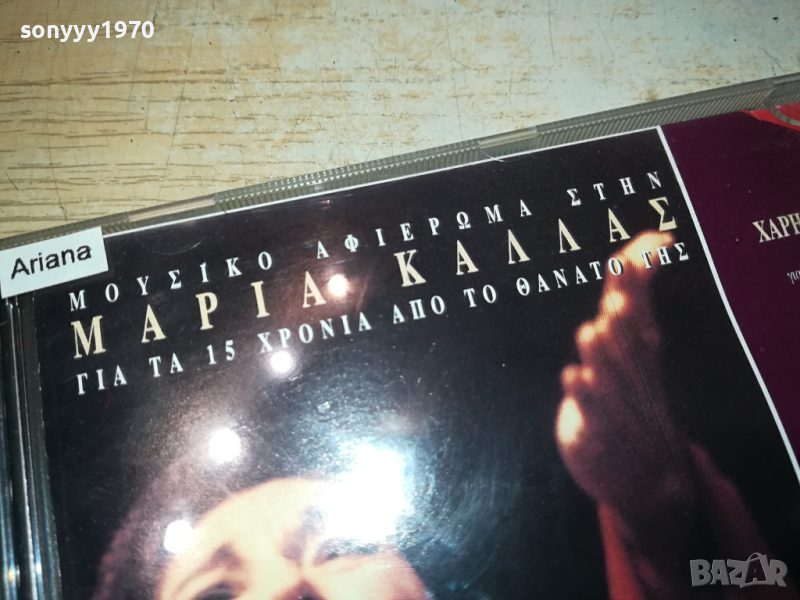 sonyyy1970
Ariana
ΜΟΥΣΙΚΟ ΑΦΙΕΡΩΜΑ ΣΤΗΝ
ΜΑΡΙΑ ΚΑΛΛΑΣ
ΓΙΑ ΤΑ 15 ΧΡΟΝΙΑ ΑΠΟ ΤΟ ΘΑΝΑΤΟ ΤΗΣ
ΧΑΡΗ
BAZAR